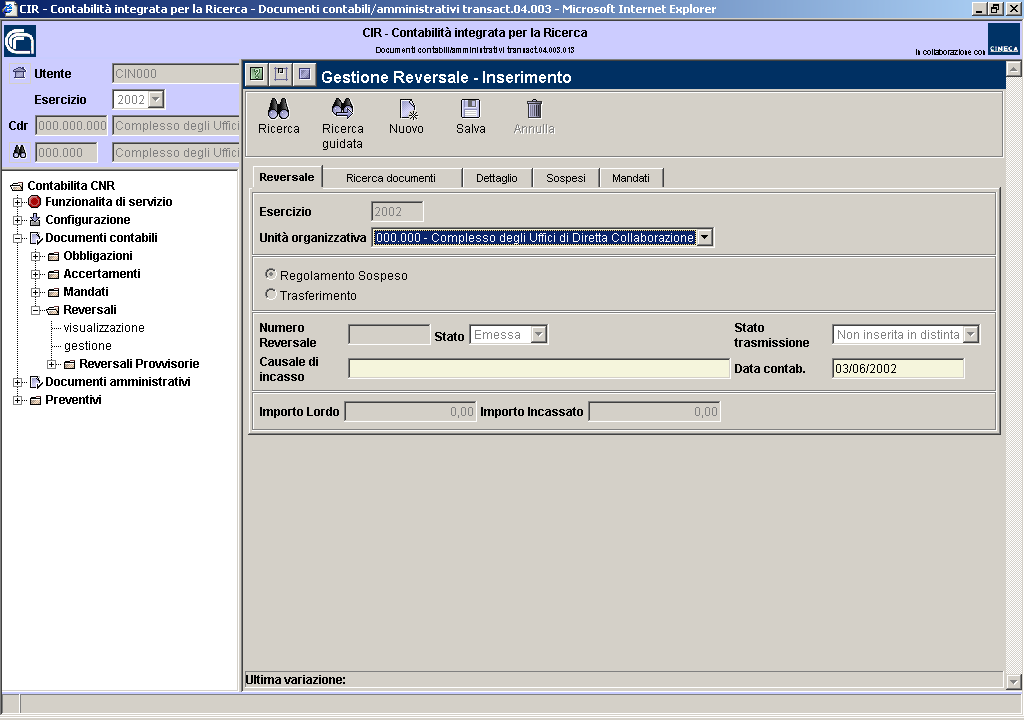 CIR - Contabilità integrata per la Ricerca - Documenti contabili/amministrativi transact.04.003 - Microsoft Internet Explorer
CIR - Contabilità integrata per la Ricerca
Documenti contabili/amministrativi transact.04.003.013
In collaborazione con
CINECA
Utente CIN000
Esercizio 2002
Cdr 000.000.000 Complesso degli Uffici
000.000 Complesso degli Uffici
Contabilita CNR
Funzionalita di servizio
Configurazione
Documenti contabili
Obbligazioni
Accertamenti
Mandati
Reversali
visualizzazione
gestione
Reversali Provvisorie
Documenti amministrativi
Preventivi
Gestione Reversale - Inserimento
Ricerca
Ricerca guidata
Nuovo
Salva
Annulla
Reversale Ricerca documenti Dettaglio Sospesi Mandati
Esercizio 2002
Unità organizzativa 000.000 - Complesso degli Uffici di Diretta Collaborazione
Regolamento Sospeso
Trasferimento
Numero Reversale
Stato Emessa
Stato trasmissione Non inserita in distinta
Causale di incasso
Data contab. 03/06/2002
Importo Lordo 0,00 Importo Incassato 0,00
Ultima variazione: